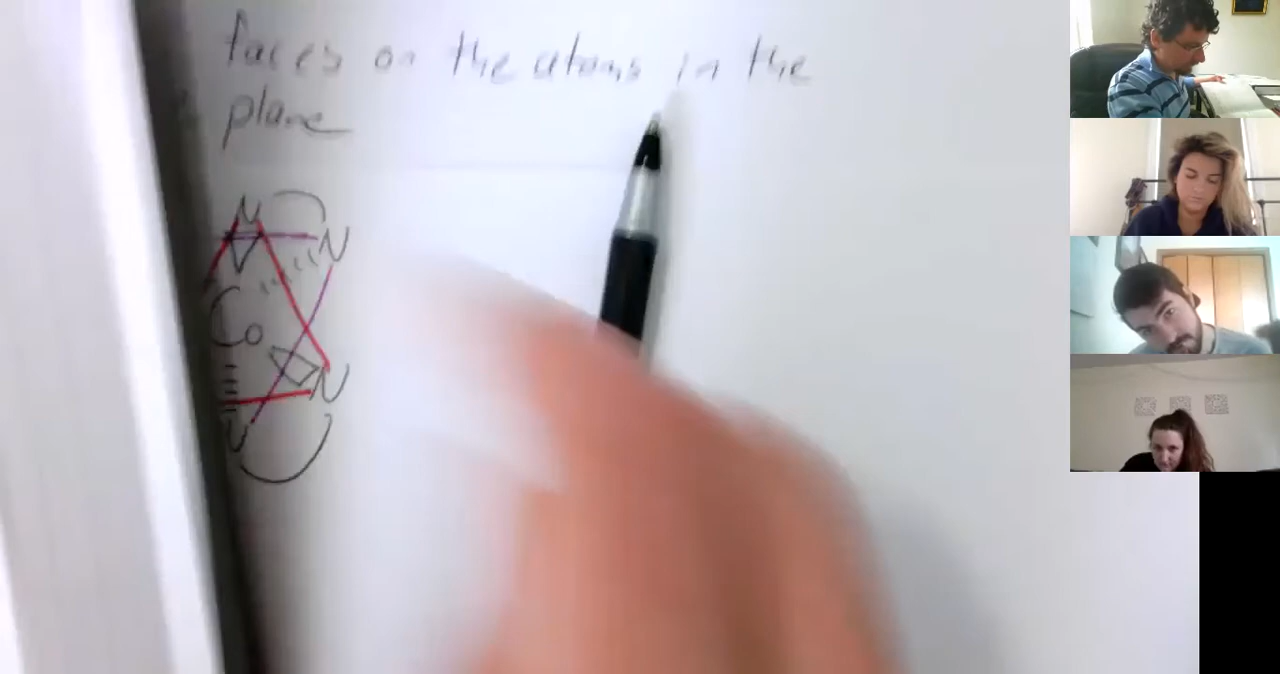 faces on the atoms in the
plane
N
N
Co
N